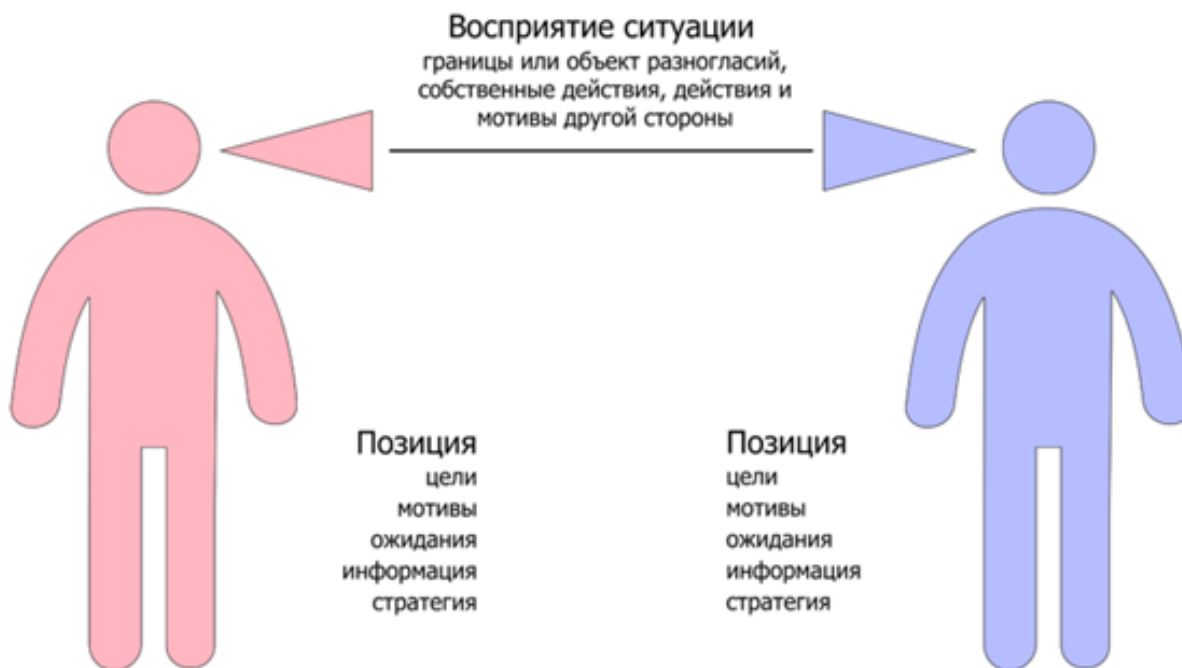 Восприятие ситуации
границы или объект разногласий,
собственные действия, действия и
мотивы другой стороны
Позиция
цели
мотивы
ожидания
информация
стратегия
Позиция
цели
мотивы
ожидания
информация
стратегия